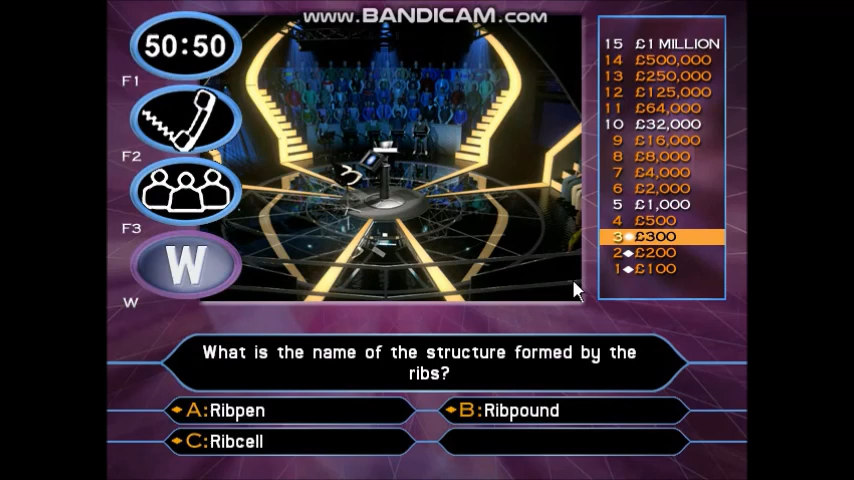 www.BANDICAM.com
50:50
F1
F2
F3
W
W
15 £1 MILLION
14 £500,000
13 £250,000
12 £125,000
11 £64,000
10 £32,000
9 £16,000
8 £8,000
7 £4,000
6 £2,000
5 £1,000
4 £500
3 £300
2 £200
1 £100
What is the name of the structure formed by the
ribs?
A: Ribpen
B: Ribpound
C: Ribcell